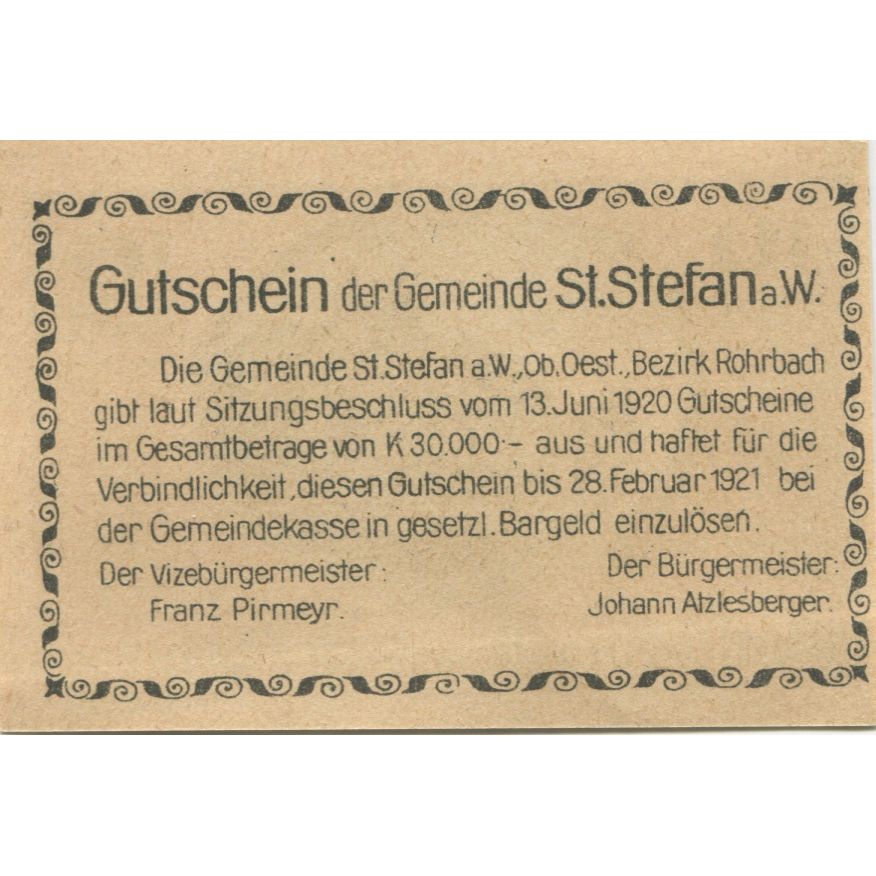 Gutschein der Gemeinde St. Stefan a.W.
Die Gemeinde St. Stefan a.W., Ob. Oest., Bezirk Rohrbach
gibt laut Sitzungsbeschluss vom 13. Juni 1920 Gutscheine
im Gesamtbetrage von K 30.000·– aus und haftet für die
Verbindlichkeit, diesen Gutschein bis 28. Februar 1921 bei
der Gemeindekasse in gesetzl. Bargeld einzulösen.
Der Vizebürgermeister: Der Bürgermeister:
Franz Pirmeyr. Johann Atzlesberger.